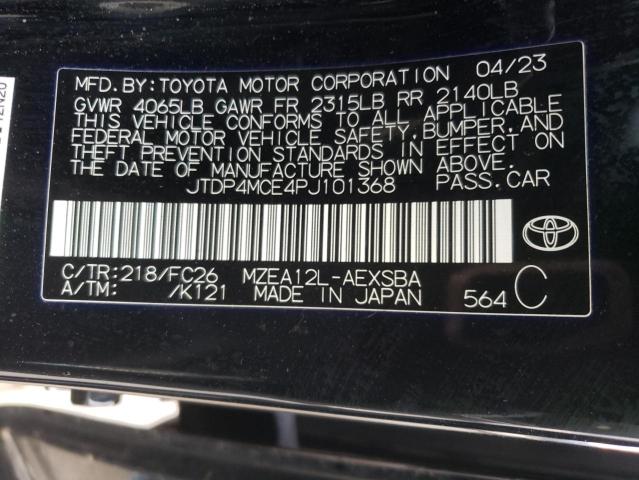 MFD. BY: TOYOTA MOTOR CORPORATION 04/23
GVWR 4065LB GAWR FR 2315LB RR 2140LB
THIS VEHICLE CONFORMS TO ALL APPLICABLE
FEDERAL MOTOR VEHICLE SAFETY, BUMPER, AND
THEFT PREVENTION STANDARDS IN EFFECT ON
THE DATE OF MANUFACTURE SHOWN ABOVE.
JTDP4MCE4PJ101368 PASS.CAR
C/TR:218/FC26 MZEA12L-AEXSBA
A/TM: /K121 MADE IN JAPAN 564 C